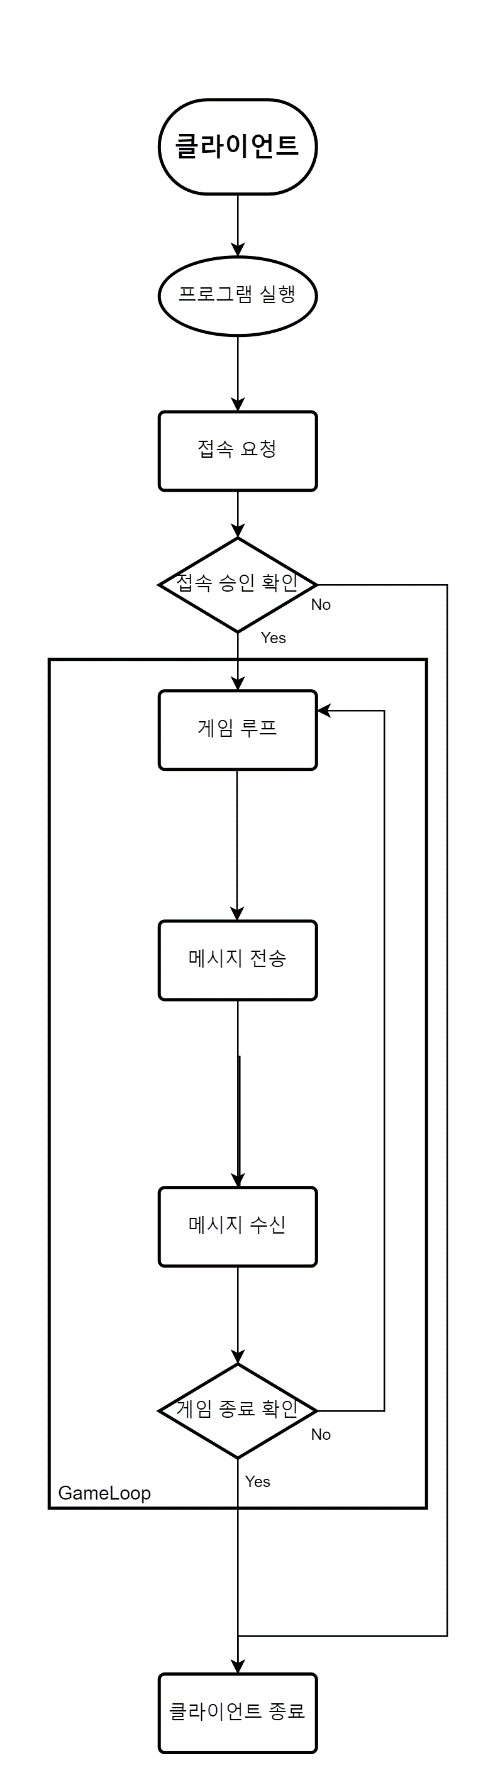 클라이언트
프로그램 실행
접속 요청
접속 승인 확인
No
Yes
게임 루프
메시지 전송
메시지 수신
게임 종료 확인
No
Yes
GameLoop
클라이언트 종료